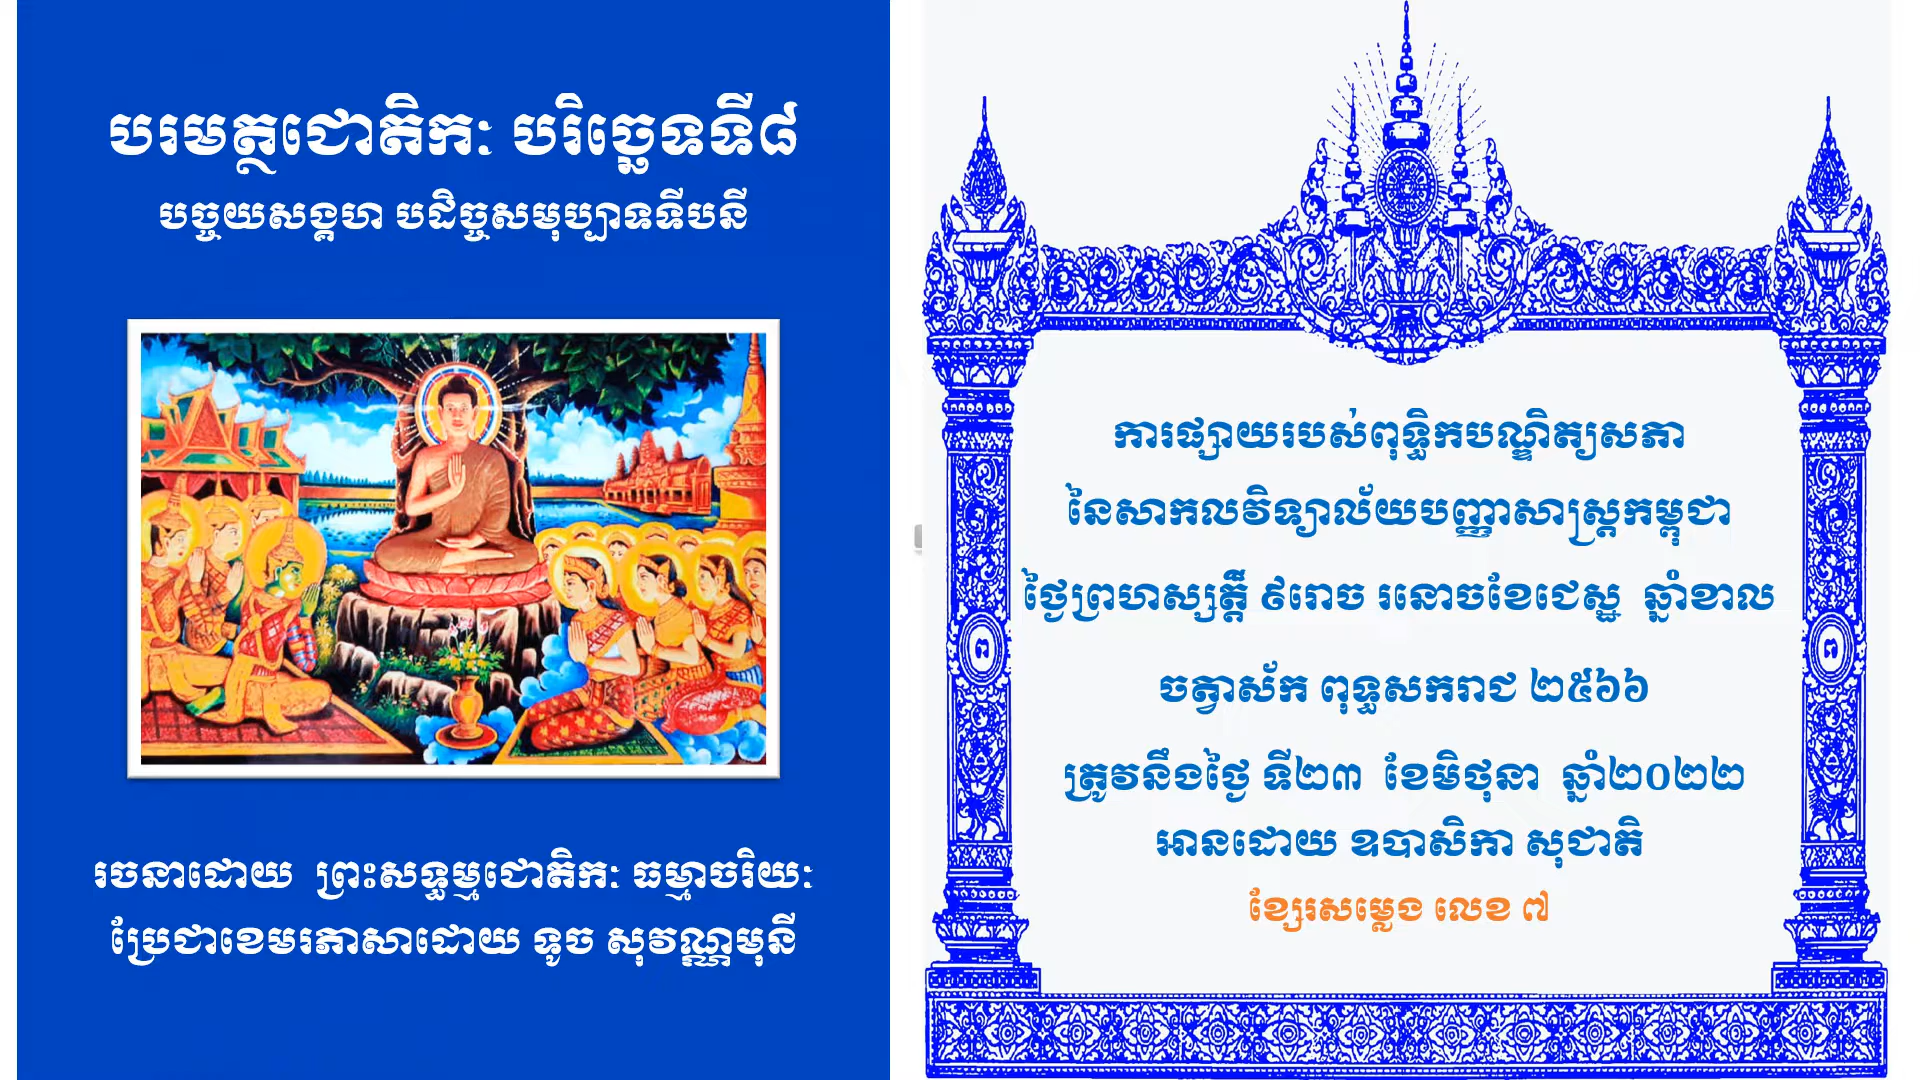 បរមត្ថជោតិកៈ បរិច្ឆេទទី៨
បច្ចយសង្គហ បដិច្ចសមុប្បាទទីបនី
រចនាដោយ ព្រះសទ្ធម្មជោតិកៈ ធម្មាចរិយៈ
ប្រែជាខេមរភាសាដោយ ទូច សុវណ្ណមុនី
ការផ្សាយរបស់ពុទ្ធិកបណ្ឌិត្យសភា
នៃសាកលវិទ្យាល័យបញ្ញាសាស្ត្រកម្ពុជា
ថ្ងៃព្រហស្សត្តិ៍ ៩រោច រនោចខែជេស្ឋ ឆ្នាំខាល
ចត្វាស័ក ពុទ្ធសករាជ ២៥៦៦
ត្រូវនឹងថ្ងៃ ទី២៣ ខែមិថុនា ឆ្នាំ២០២២
អានដោយ ឧបាសិកា សុជាតិ
ខ្សែរសម្លេង លេខ ៧